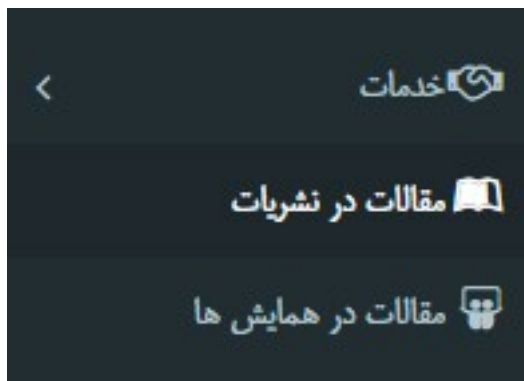 خدمات
مقالات در نشریات
مقالات در همایش ها